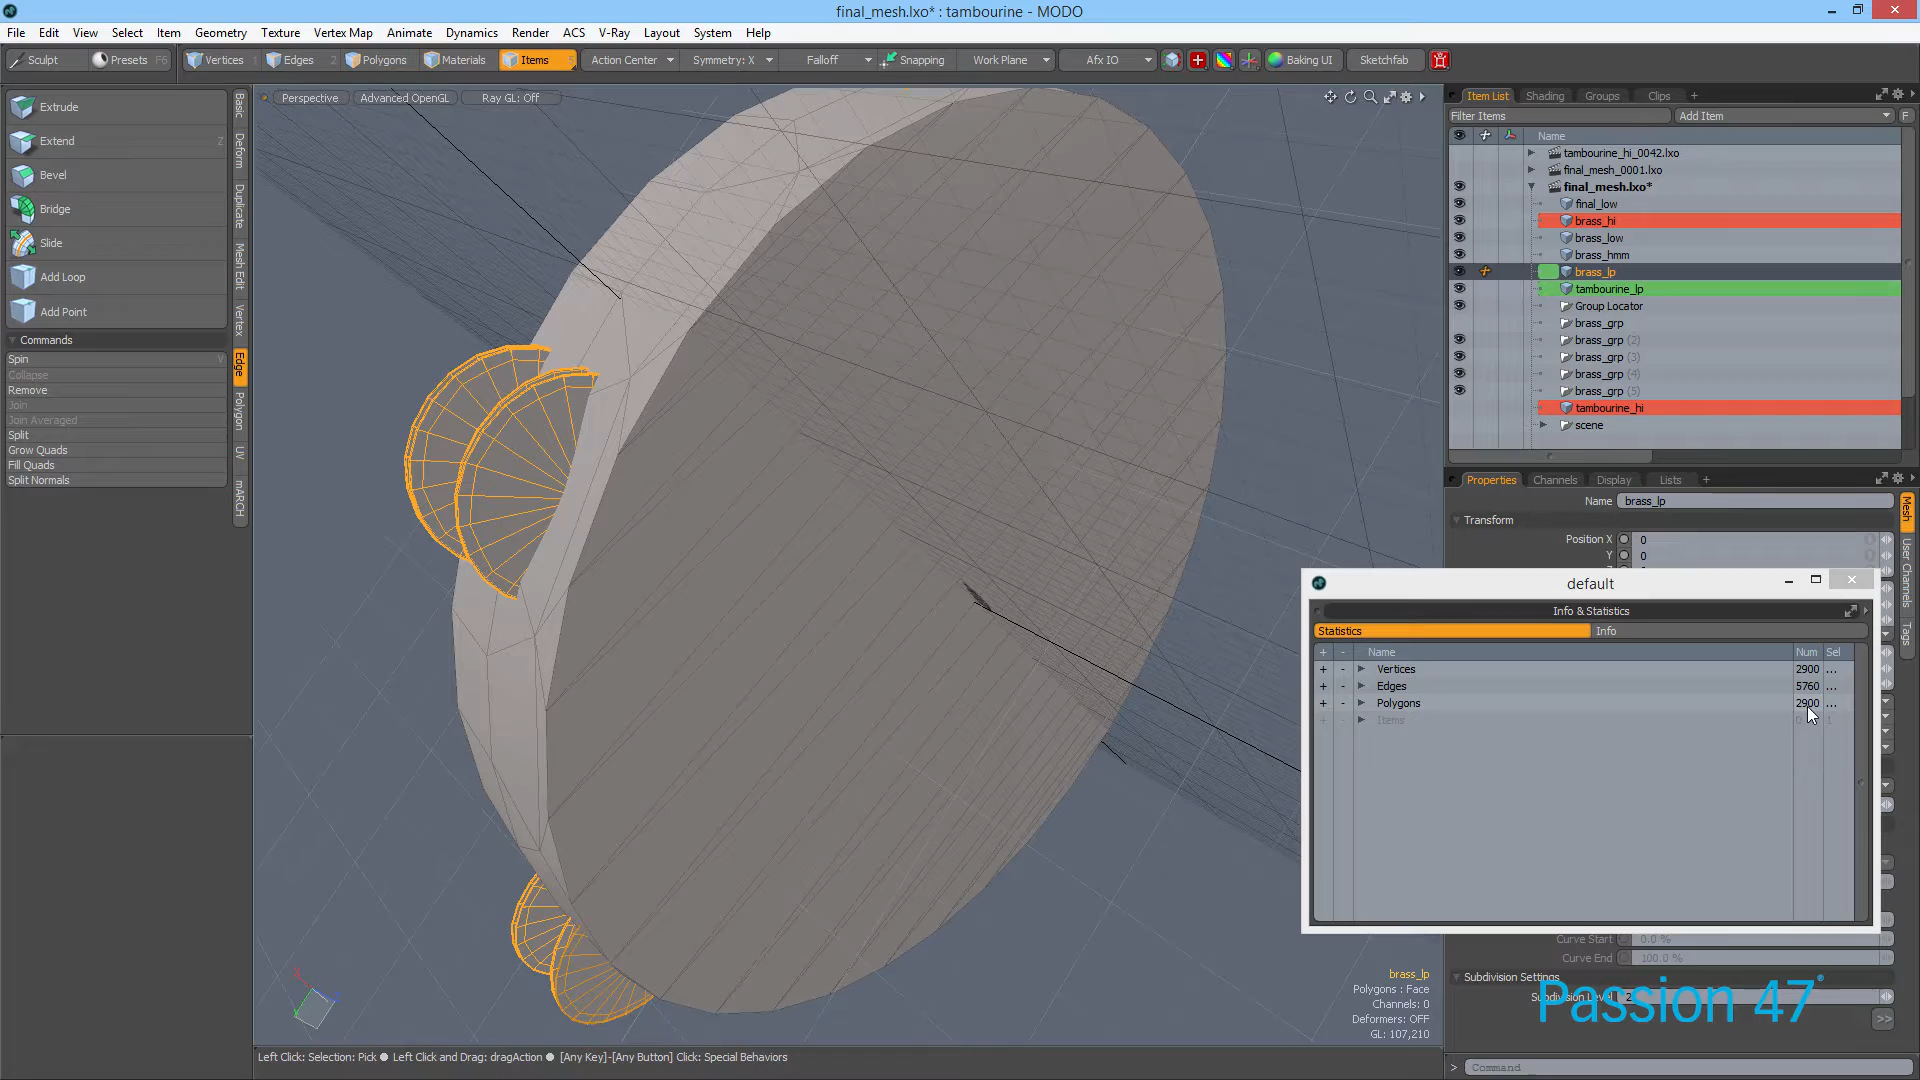 final_mesh.lxo* : tambourine - MODO
File Edit View Select Item Geometry Texture Vertex Map Animate Dynamics Render ACS V-Ray Layout System Help
Sculpt Presets F6 Vertices 1 Edges 2 Polygons Materials Items 5 Action Center Symmetry: X Falloff Snapping Work Plane Afx IO Baking UI Sketchfab
Perspective Advanced OpenGL Ray GL: Off
Extrude
Extend Z
Bevel
Bridge
Slide
Add Loop
Add Point
Commands
Spin V
Collapse
Remove
Join
Join Averaged
Split
Grow Quads
Fill Quads
Split Normals
Basic
Deform
Duplicate
Mesh Edit
Vertex
Edge
Polygon
UV
mARCH
Item List Shading Groups Clips +
Filter Items Add Item F
Name
tambourine_hi_0042.lxo
final_mesh_0001.lxo
final_mesh.lxo*
final_low
brass_hi
brass_low
brass_hmm
brass_lp
tambourine_lp
Group Locator
brass_grp
brass_grp (2)
brass_grp (3)
brass_grp (4)
brass_grp (5)
tambourine_hi
scene
Properties Channels Display Lists +
Name brass_lp
Transform
Position X 0
Y 0
Mesh
User Channels
Tags
default
Info & Statistics
Statistics Info
+ - Name Num Sel
+ - Vertices 2900 ...
+ - Edges 5760 ...
+ - Polygons 2900 ...
+ - Items 0 1
Curve Start 0.0 %
Curve End 100.0 %
Subdivision Settings
Subdivision Level 2
Passion 47
>>
brass_lp
Polygons : Face
Channels: 0
Deformers: OFF
GL: 107,210
X
Left Click: Selection: Pick ● Left Click and Drag: dragAction ● [Any Key]-[Any Button] Click: Special Behaviors
> Command